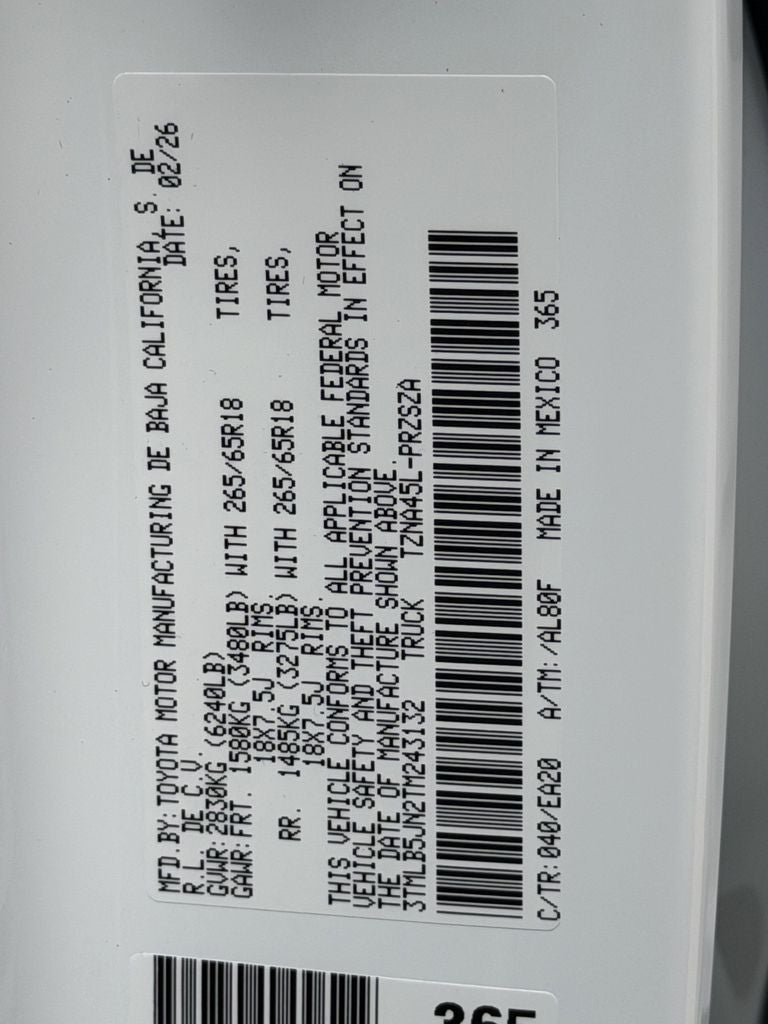 MFD.BY:TOYOTA MOTOR MANUFACTURING DE BAJA CALIFORNIA, S. DE
R.L. DE C.V. DATE: 02/26
GVWR:2830KG (6240LB)
GAWR:FRT. 1580KG (3480LB) WITH 265/65R18 TIRES,
18X7.5J RIMS.
RR. 1485KG (3275LB) WITH 265/65R18 TIRES,
18X7.5J RIMS.
THIS VEHICLE CONFORMS TO ALL APPLICABLE FEDERAL MOTOR
VEHICLE SAFETY AND THEFT PREVENTION STANDARDS IN EFFECT ON
THE DATE OF MANUFACTURE SHOWN ABOVE.
3TMLB5JN2TM243132 TRUCK TZNA45L-PRZSZA
C/TR:040/EA20 A/TM:/AL80F MADE IN MEXICO 365
365